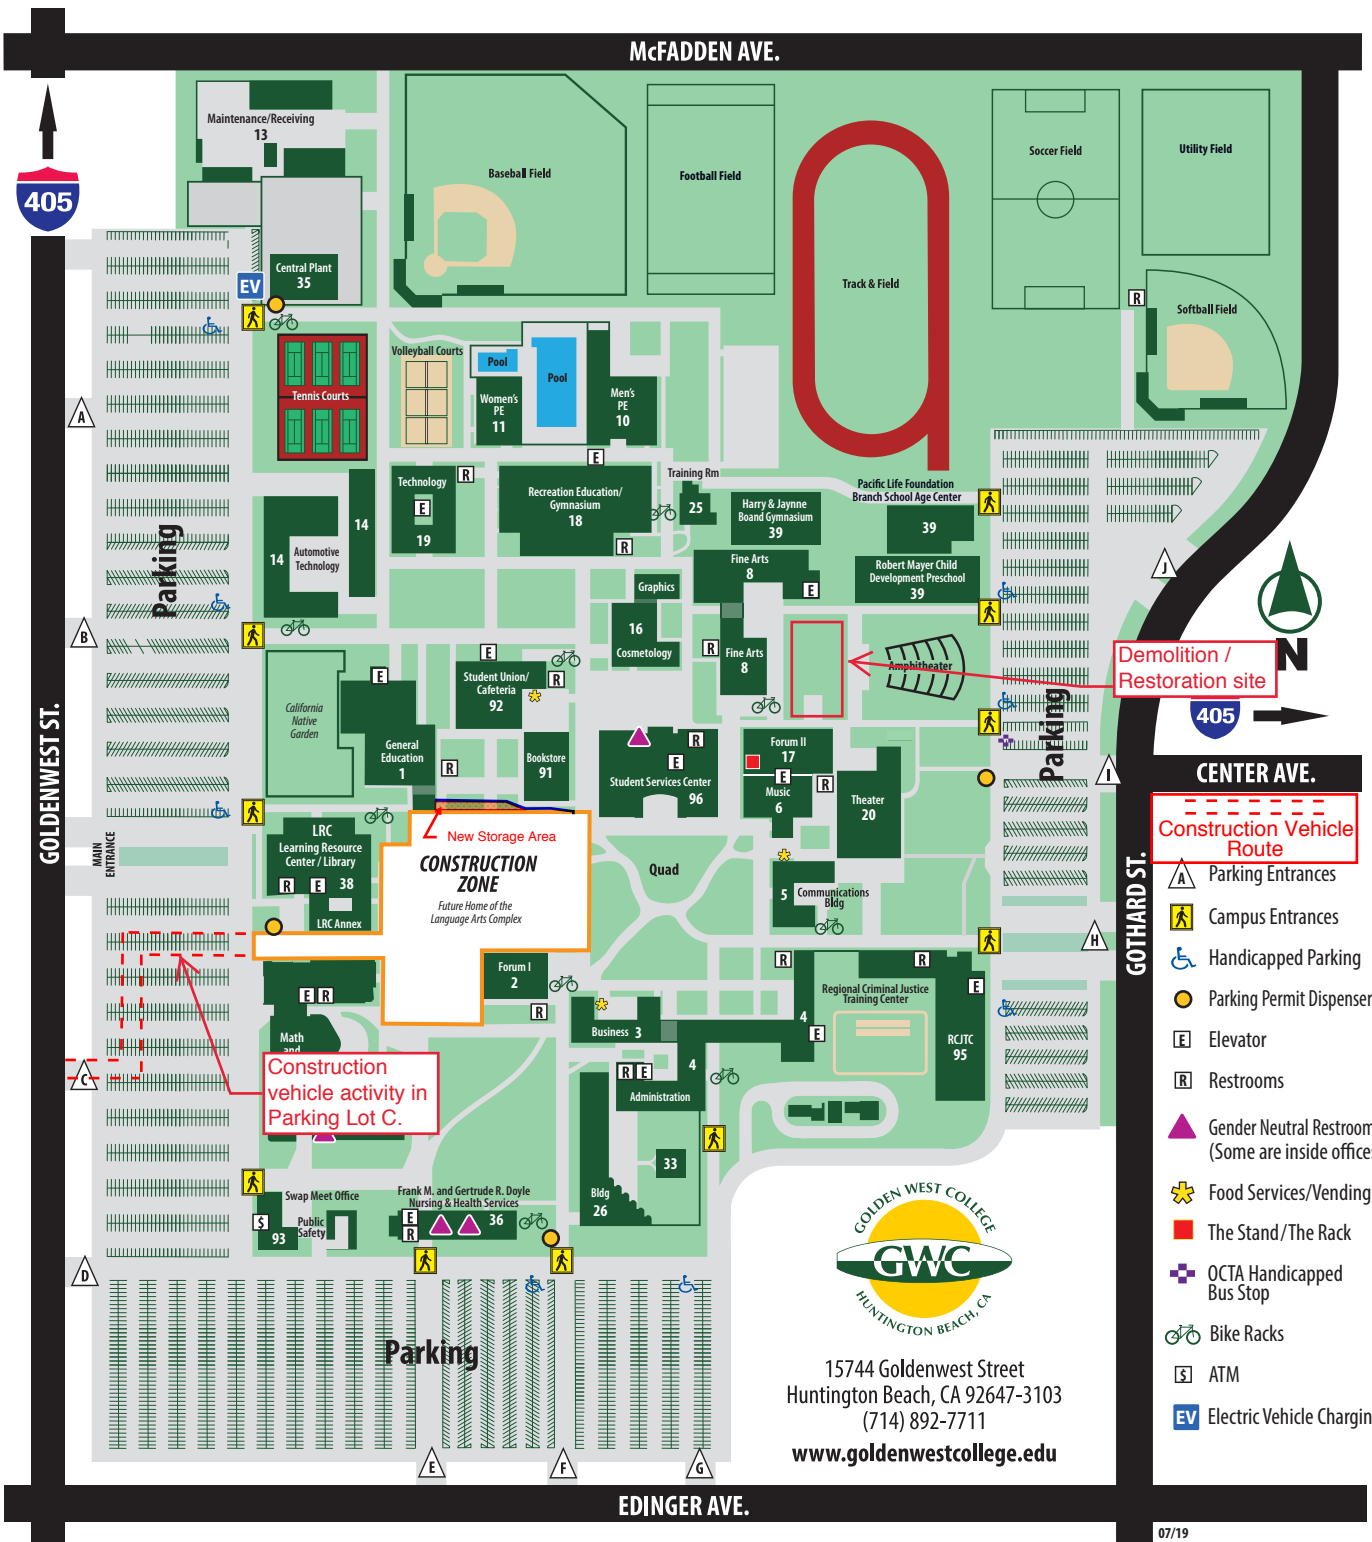 McFADDEN AVE.
405
GOLDENWEST ST.
Maintenance/Receiving
13
Central Plant
35
EV
Baseball Field
Football Field
Track & Field
Soccer Field
Utility Field
R
Softball Field
Tennis Courts
Volleyball Courts
Pool
Pool
Women's
PE
11
Men's
PE
10
A
Parking
14
14
Automotive
Technology
Technology
E
19
R
E
Recreation Education/
Gymnasium
18
R
Training Rm
25
Harry & Jaynne
Boand Gymnasium
39
Pacific Life Foundation
Branch School Age Center
39
Robert Mayer Child
Development Preschool
39
Fine Arts
8
E
Graphics
16
Cosmetology
R
Fine Arts
8
Amphitheater
Demolition /
Restoration site
J
N
405
CENTER AVE.
B
California
Native
Garden
E
General
Education
1
R
E
Student Union/
Cafeteria
92
R
Bookstore
91
R
E
Student Services Center
96
Forum II
17
E
Music
6
R
Theater
20
Parking
I
MAIN
ENTRANCE
LRC
Learning Resource
Center / Library
R
E
38
LRC Annex
New Storage Area
CONSTRUCTION
ZONE
Future Home of the
Language Arts Complex
Quad
5
Communications
Bldg
H
GOTHARD ST.
Forum I
2
R
E
R
Math
and
C
Construction
vehicle activity in
Parking Lot C.
Business
3
4
R
E
4
Administration
R
E
Regional Criminal Justice
Training Center
R
E
RCJTC
95
33
Bldg
26
Swap Meet Office
$
93
Public
Safety
Frank M. and Gertrude R. Doyle
Nursing & Health Services
E
R
36
D
Parking
E
F
G
EDINGER AVE.
GOLDEN WEST COLLEGE
GWC
HUNTINGTON BEACH, CA
15744 Goldenwest Street
Huntington Beach, CA 92647-3103
(714) 892-7711
www.goldenwestcollege.edu
Construction Vehicle
Route
A
Parking Entrances
Campus Entrances
Handicapped Parking
Parking Permit Dispenser
E
Elevator
R
Restrooms
Gender Neutral Restroom
(Some are inside offices
Food Services/Vending
The Stand/The Rack
OCTA Handicapped
Bus Stop
Bike Racks
$
ATM
EV
Electric Vehicle Chargin
07/19